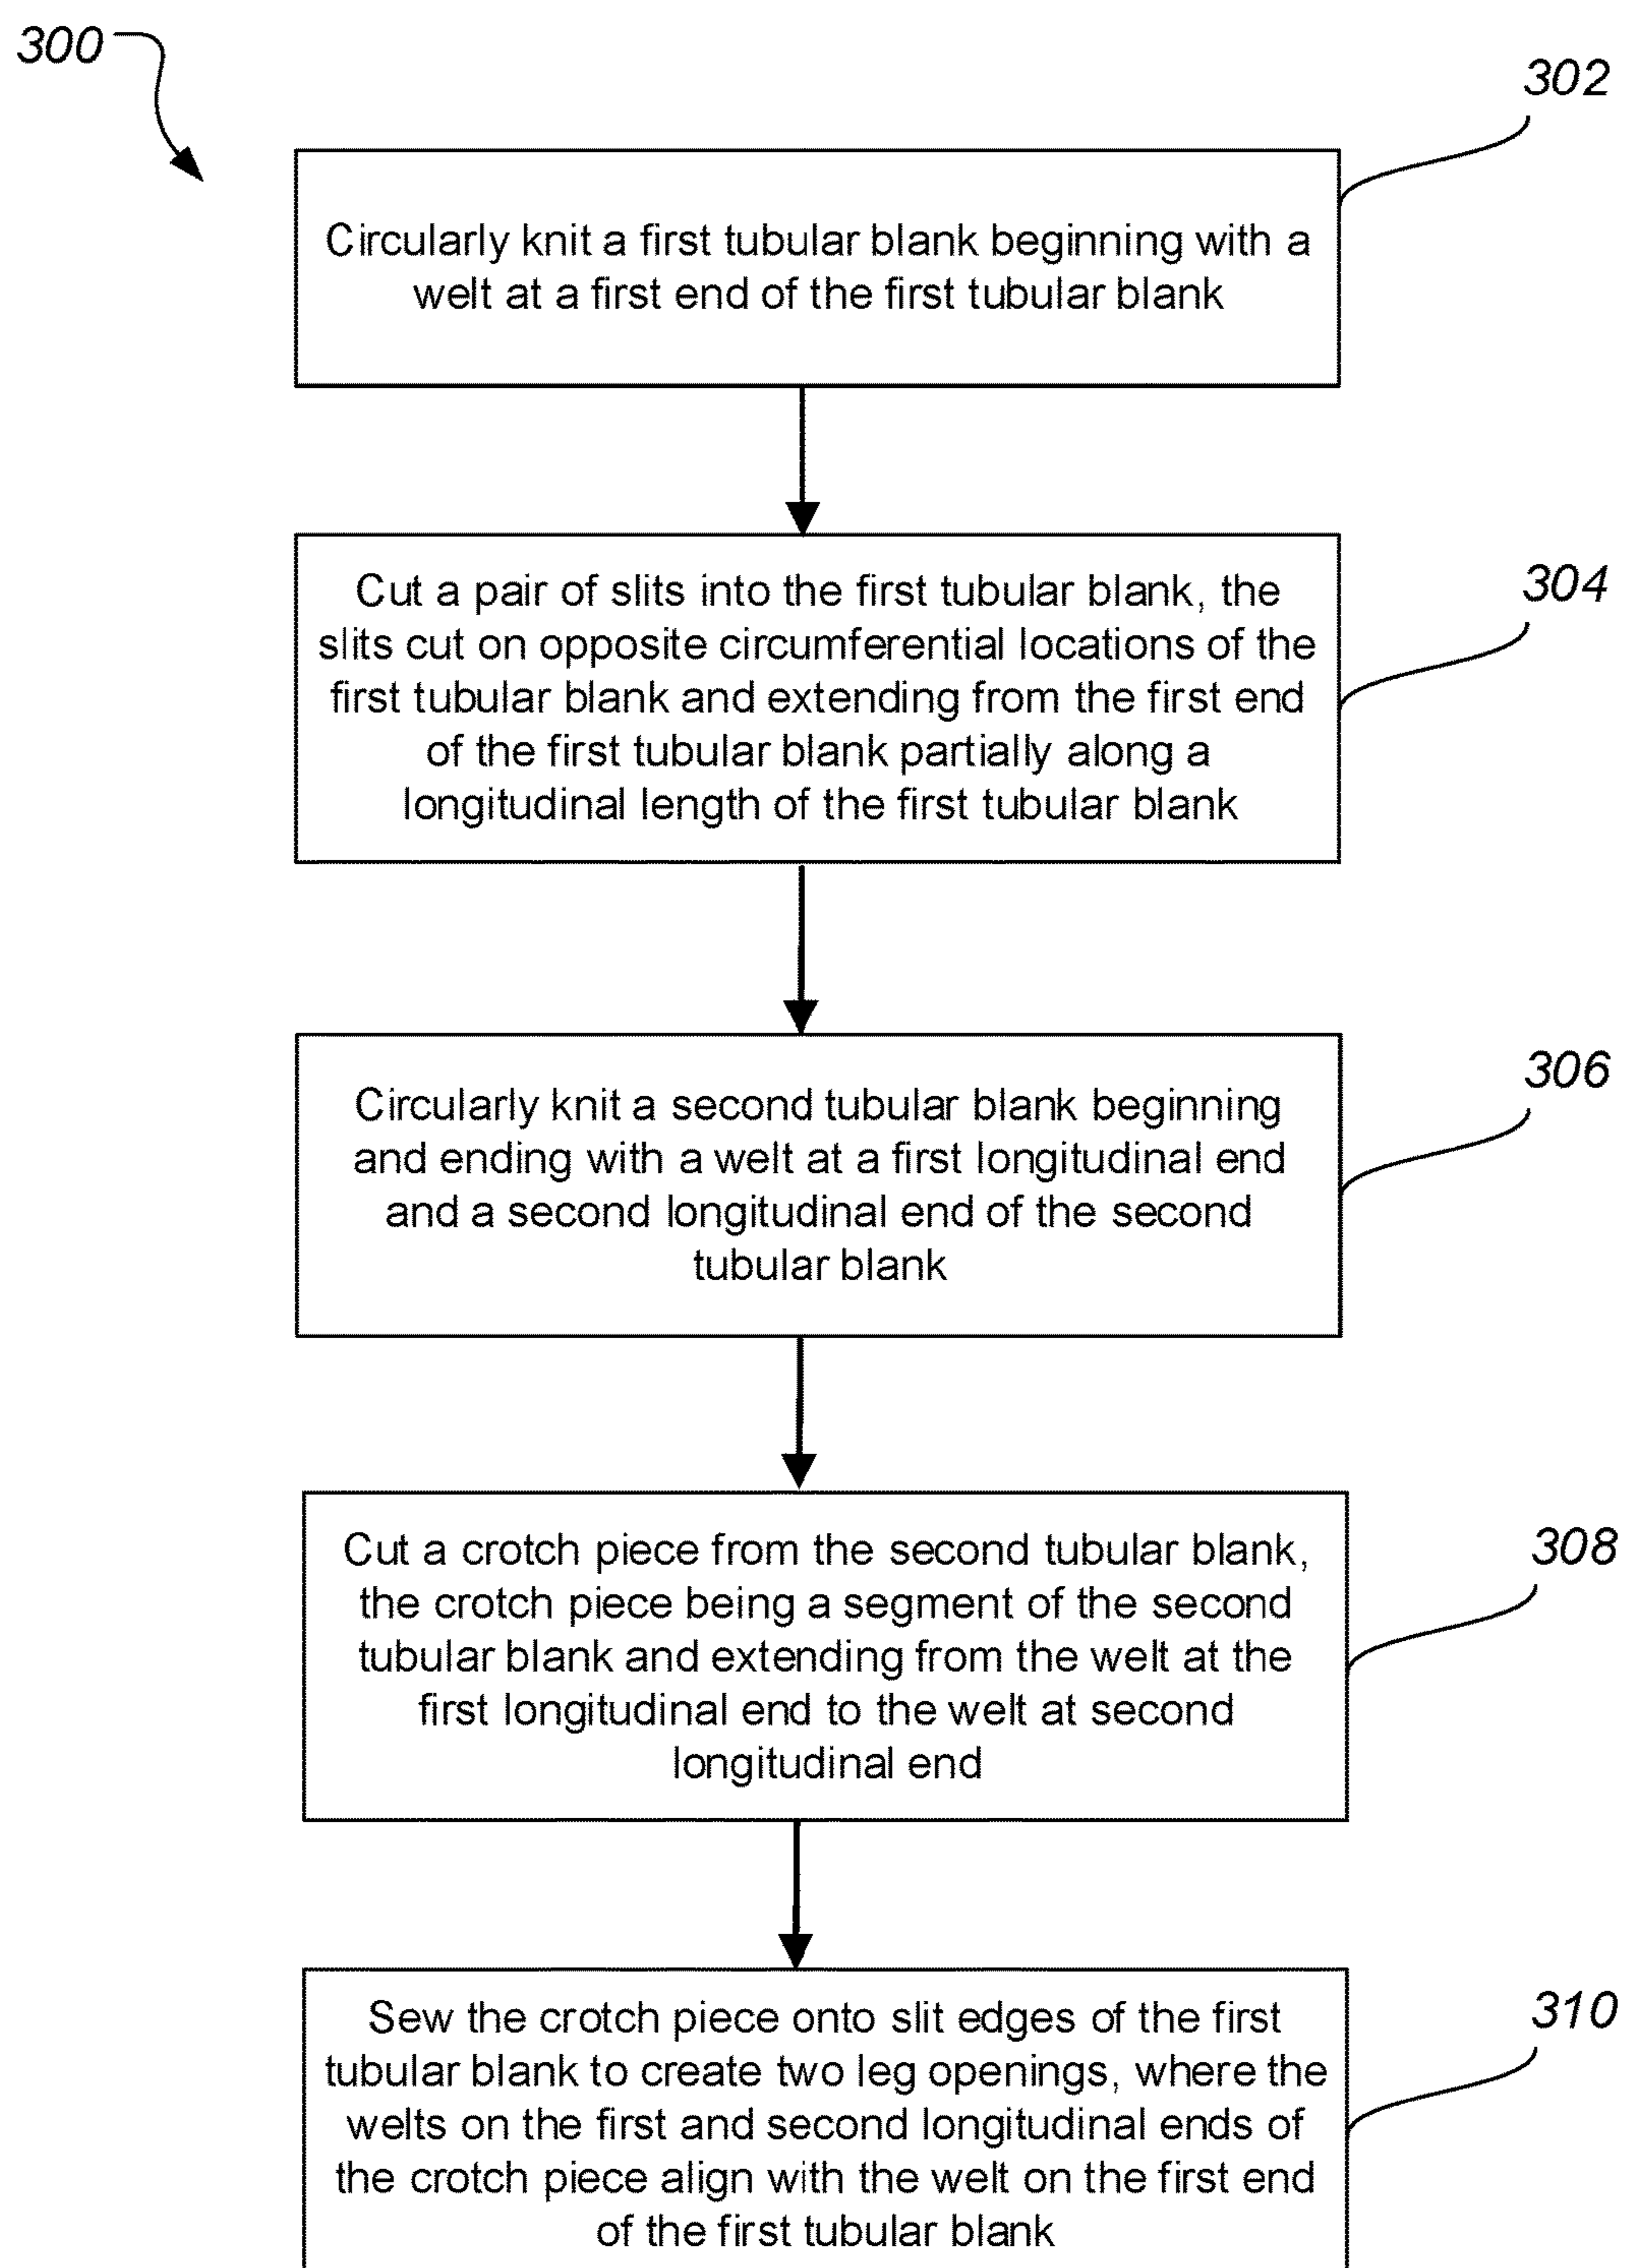 300
302
Circularly knit a first tubular blank beginning with a
welt at a first end of the first tubular blank
304
Cut a pair of slits into the first tubular blank, the
slits cut on opposite circumferential locations of the
first tubular blank and extending from the first end
of the first tubular blank partially along a
longitudinal length of the first tubular blank
306
Circularly knit a second tubular blank beginning
and ending with a welt at a first longitudinal end
and a second longitudinal end of the second
tubular blank
308
Cut a crotch piece from the second tubular blank,
the crotch piece being a segment of the second
tubular blank and extending from the welt at the
first longitudinal end to the welt at second
longitudinal end
310
Sew the crotch piece onto slit edges of the first
tubular blank to create two leg openings, where the
welts on the first and second longitudinal ends of
the crotch piece align with the welt on the first end
of the first tubular blank